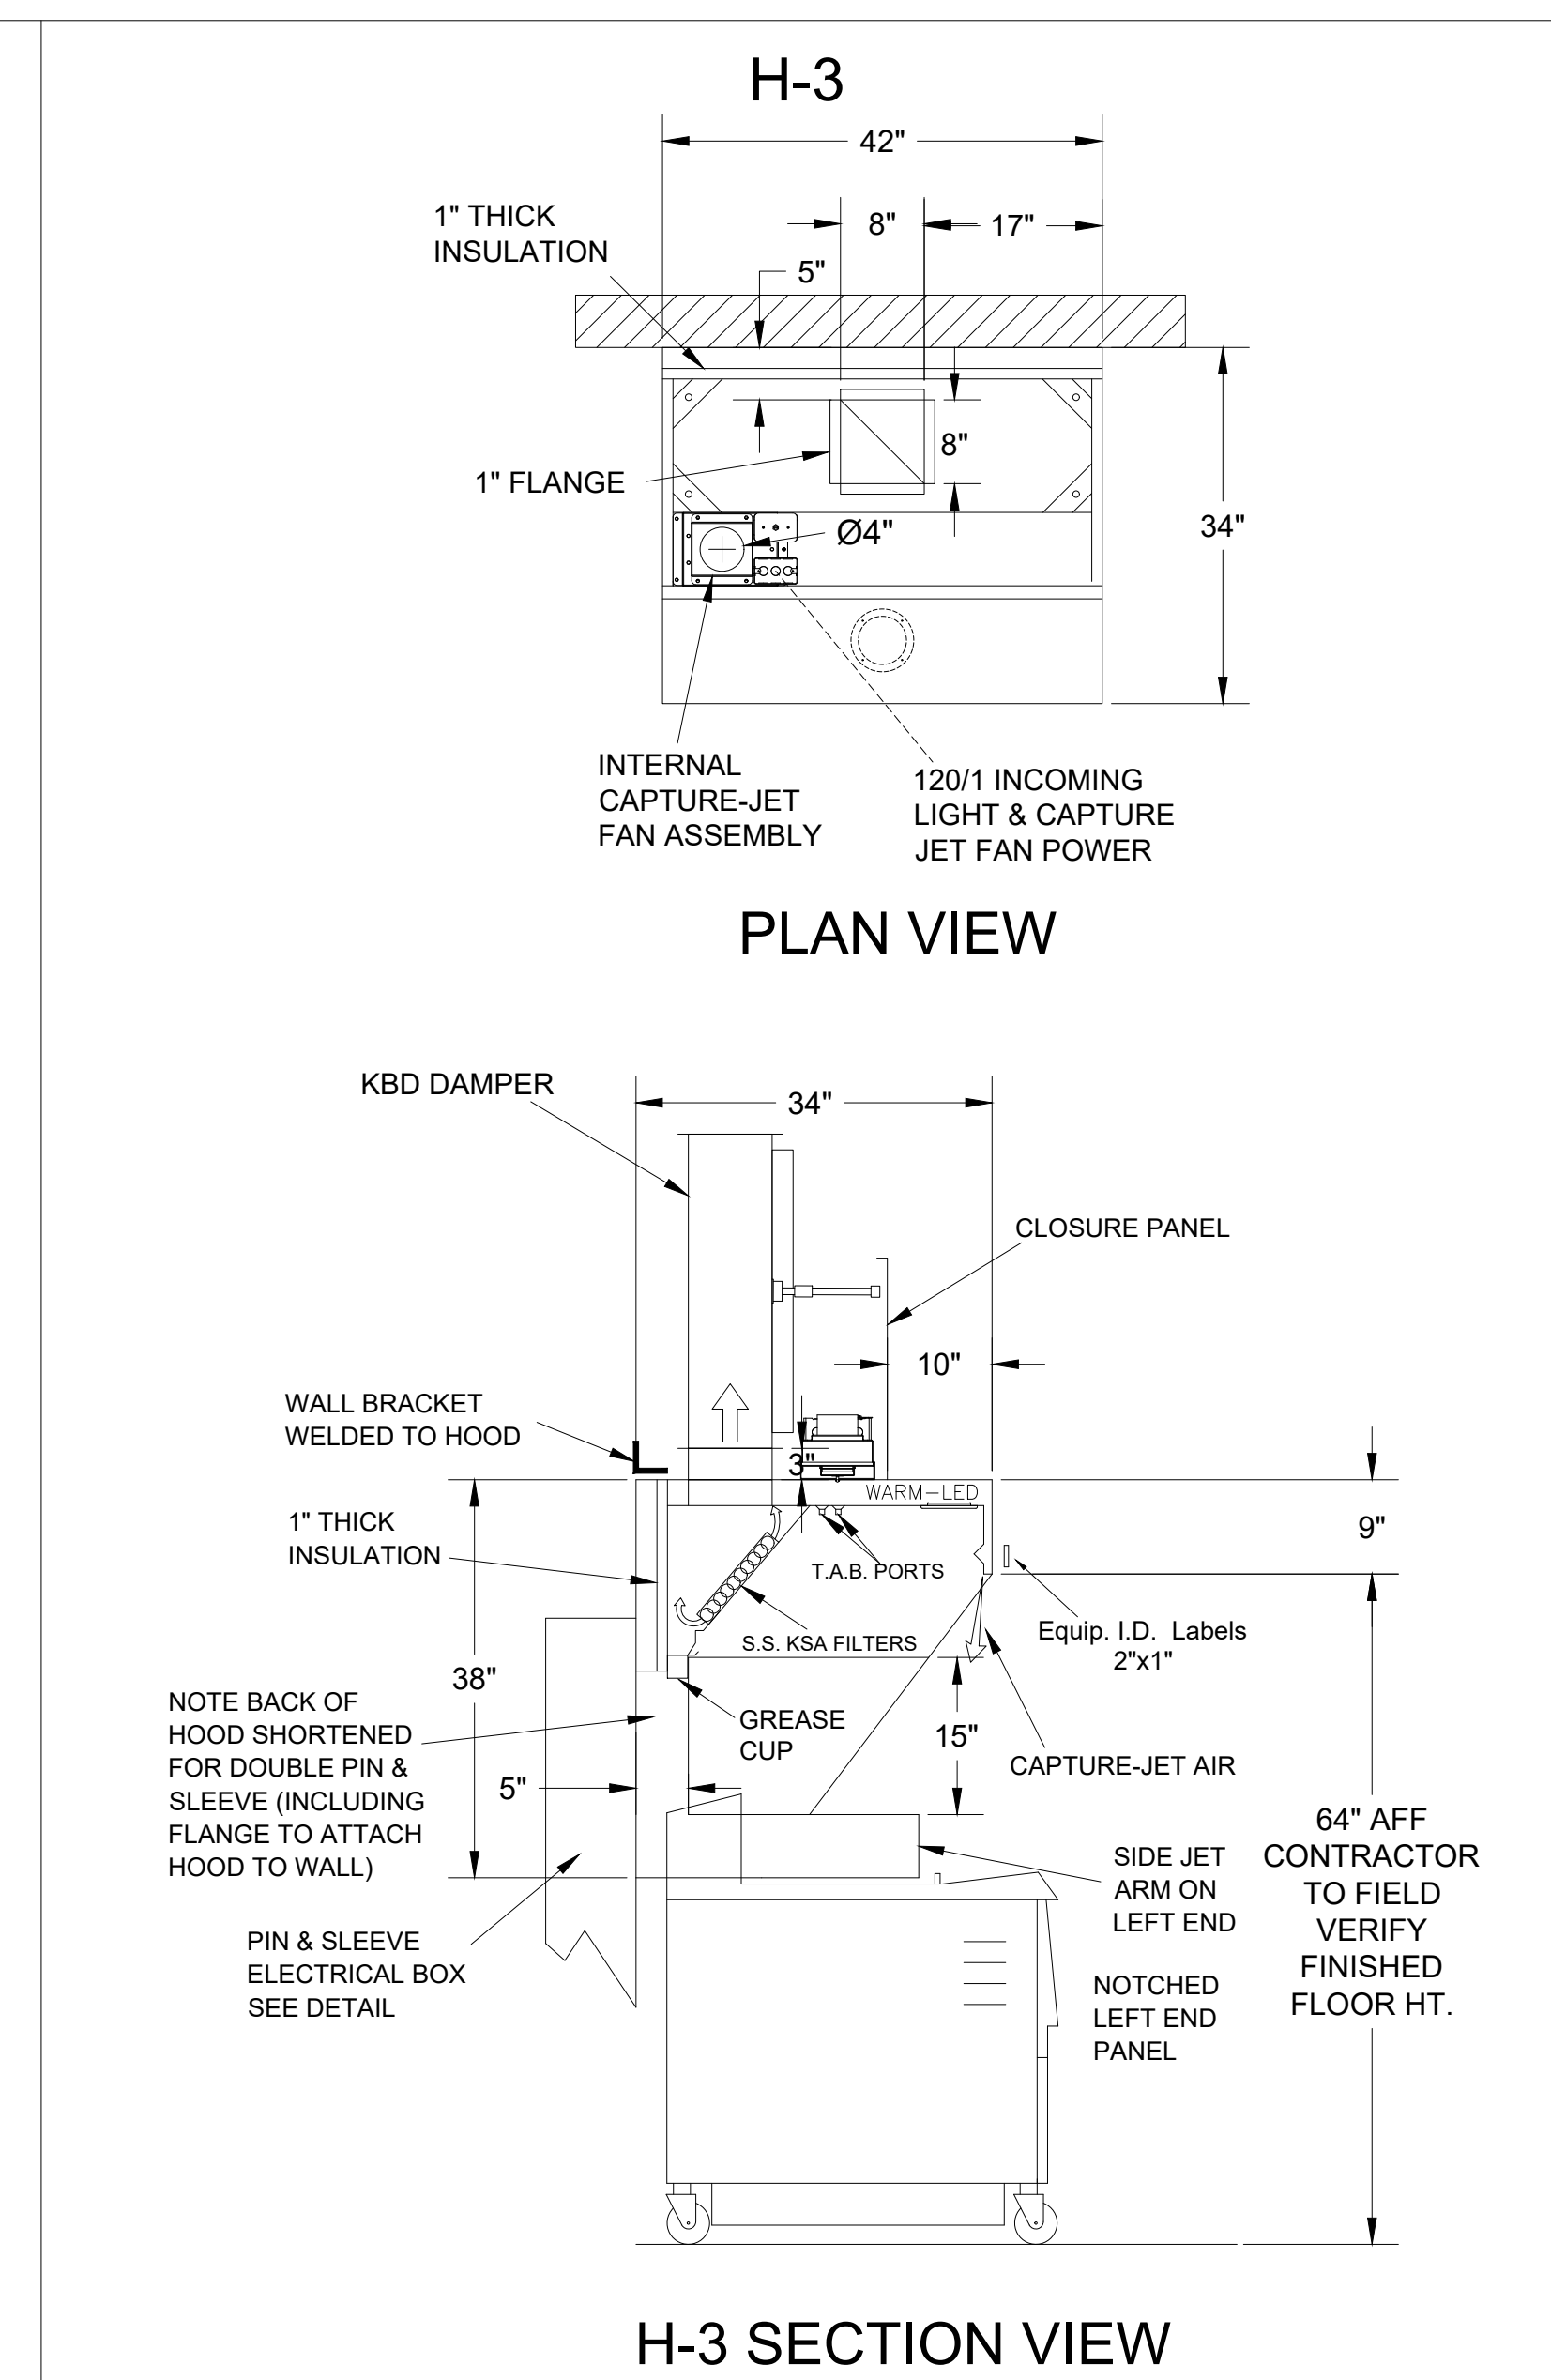 H-3
42"
8"
17"
1" THICK
INSULATION
5"
8"
1" FLANGE
Ø4"
34"
INTERNAL
CAPTURE-JET
FAN ASSEMBLY
120/1 INCOMING
LIGHT & CAPTURE
JET FAN POWER
PLAN VIEW
KBD DAMPER
34"
CLOSURE PANEL
10"
WALL BRACKET
WELDED TO HOOD
3"
WARM-LED
9"
1" THICK
INSULATION
T.A.B. PORTS
S.S. KSA FILTERS
Equip. I.D. Labels
2"x1"
38"
NOTE BACK OF
HOOD SHORTENED
FOR DOUBLE PIN &
SLEEVE (INCLUDING
FLANGE TO ATTACH
HOOD TO WALL)
GREASE
CUP
15"
CAPTURE-JET AIR
5"
64" AFF
CONTRACTOR
TO FIELD
VERIFY
FINISHED
FLOOR HT.
SIDE JET
ARM ON
LEFT END
PIN & SLEEVE
ELECTRICAL BOX
SEE DETAIL
NOTCHED
LEFT END
PANEL
H-3 SECTION VIEW